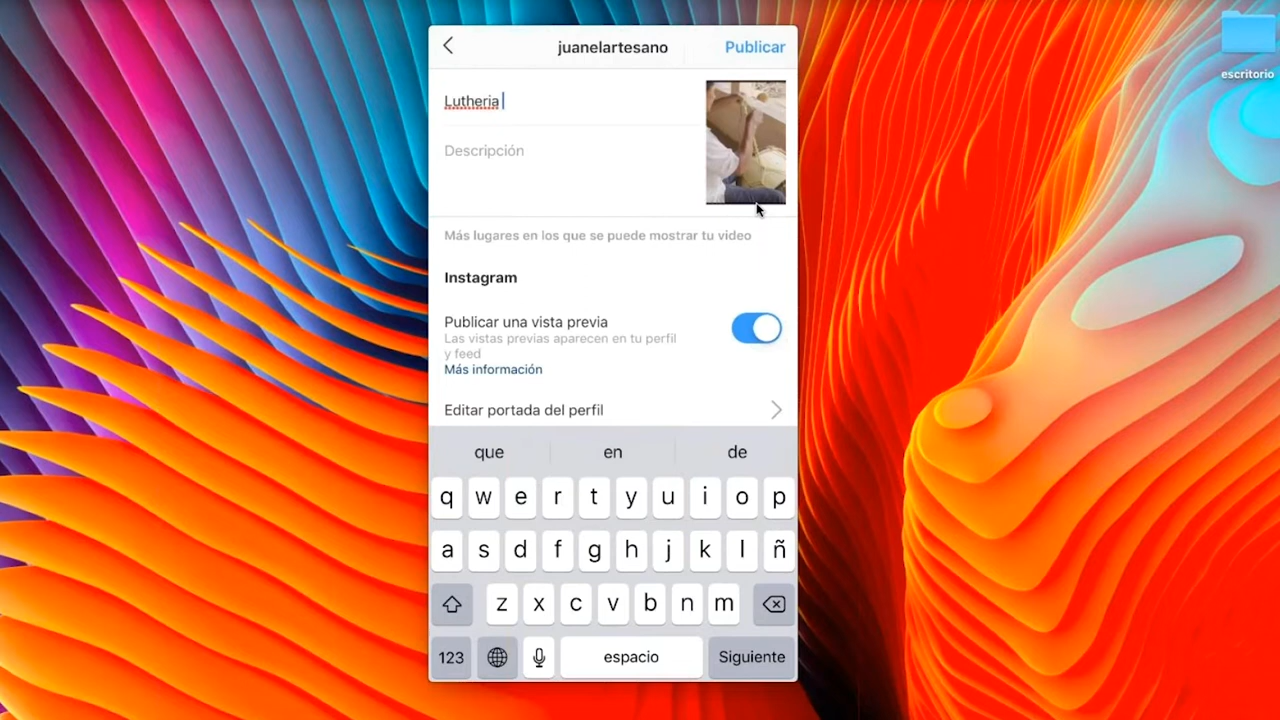 juanelartesano
Publicar
escritorio
Lutheria
Descripción
Más lugares en los que se puede mostrar tu video
Instagram
Publicar una vista previa
Las vistas previas aparecen en tu perfil
y feed
Más información
Editar portada del perfil
que en de
q w e r t y u i o p
a s d f g h j k l ñ
z x c v b n m
123 espacio Siguiente